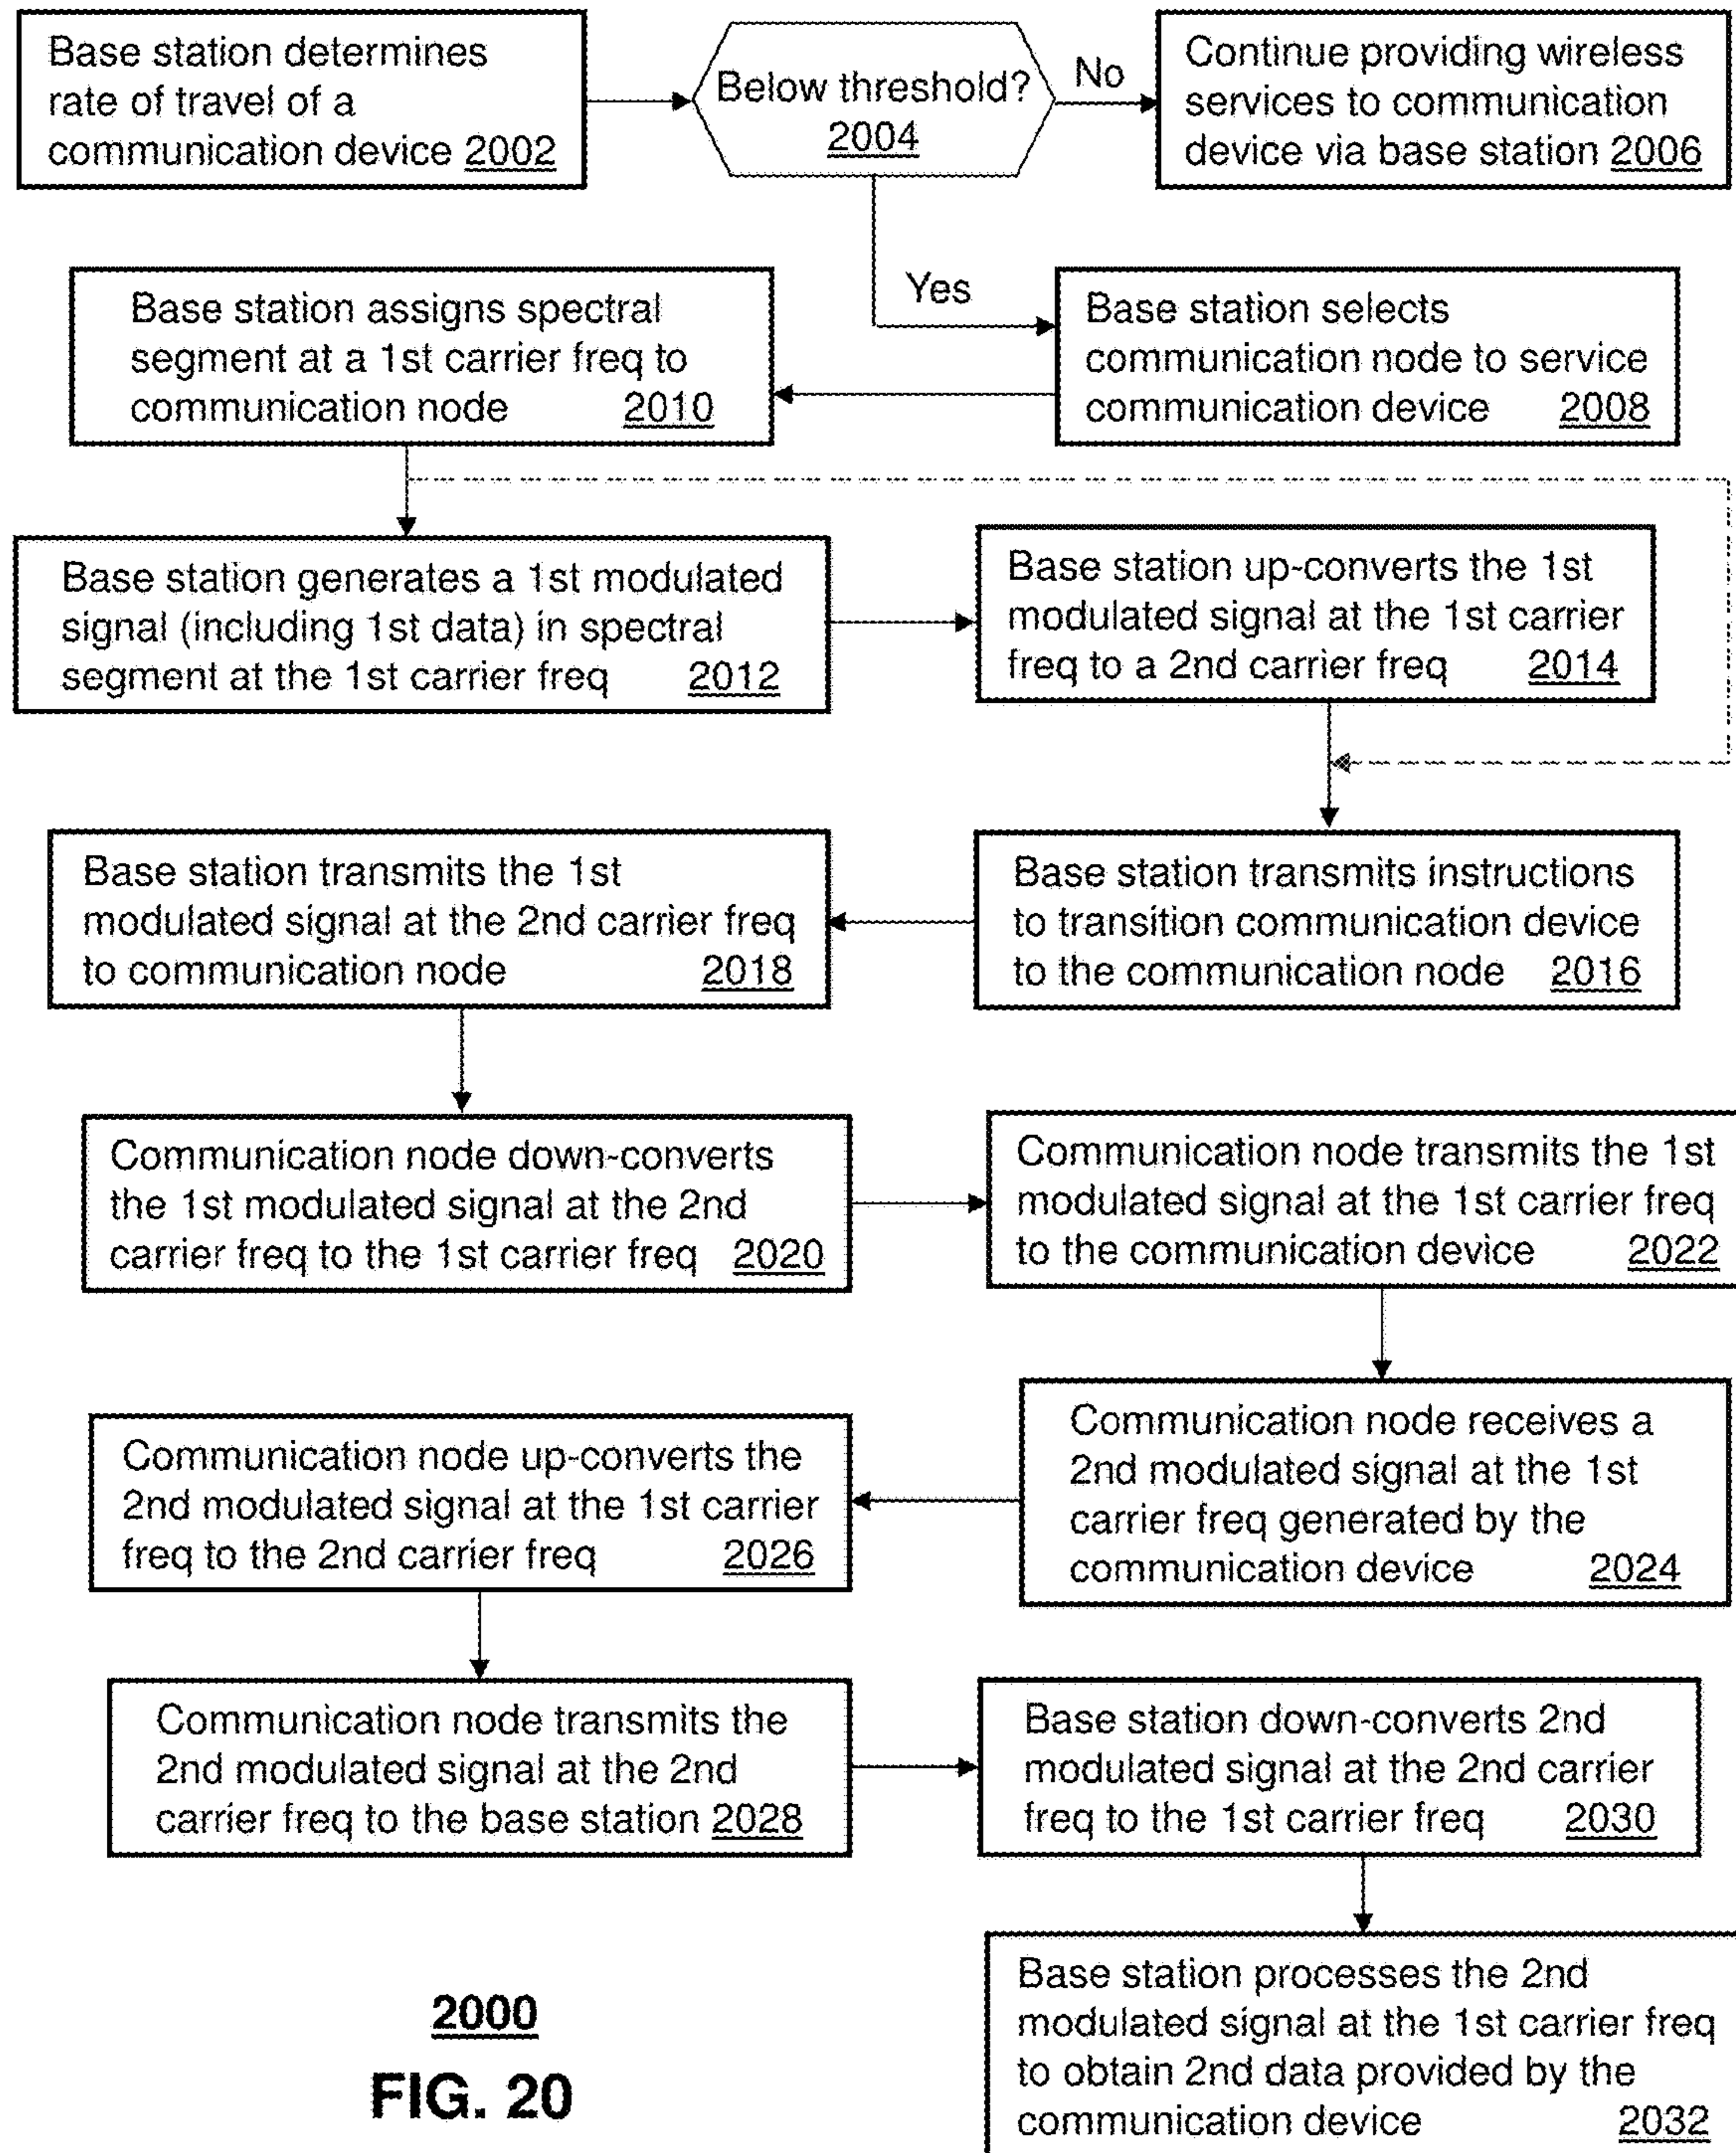 Base station determines
rate of travel of a
communication device 2002
Below threshold?
2004
No
Continue providing wireless
services to communication
device via base station 2006
Yes
Base station selects
communication node to service
communication device 2008
Base station assigns spectral
segment at a 1st carrier freq to
communication node 2010
Base station generates a 1st modulated
signal (including 1st data) in spectral
segment at the 1st carrier freq 2012
Base station up-converts the 1st
modulated signal at the 1st carrier
freq to a 2nd carrier freq 2014
Base station transmits instructions
to transition communication device
to the communication node 2016
Base station transmits the 1st
modulated signal at the 2nd carrier freq
to communication node 2018
Communication node down-converts
the 1st modulated signal at the 2nd
carrier freq to the 1st carrier freq 2020
Communication node transmits the 1st
modulated signal at the 1st carrier freq
to the communication device 2022
Communication node receives a
2nd modulated signal at the 1st
carrier freq generated by the
communication device 2024
Communication node up-converts the
2nd modulated signal at the 1st carrier
freq to the 2nd carrier freq 2026
Communication node transmits the
2nd modulated signal at the 2nd
carrier freq to the base station 2028
Base station down-converts 2nd
modulated signal at the 2nd carrier
freq to the 1st carrier freq 2030
Base station processes the 2nd
modulated signal at the 1st carrier freq
to obtain 2nd data provided by the
communication device 2032
2000
FIG. 20